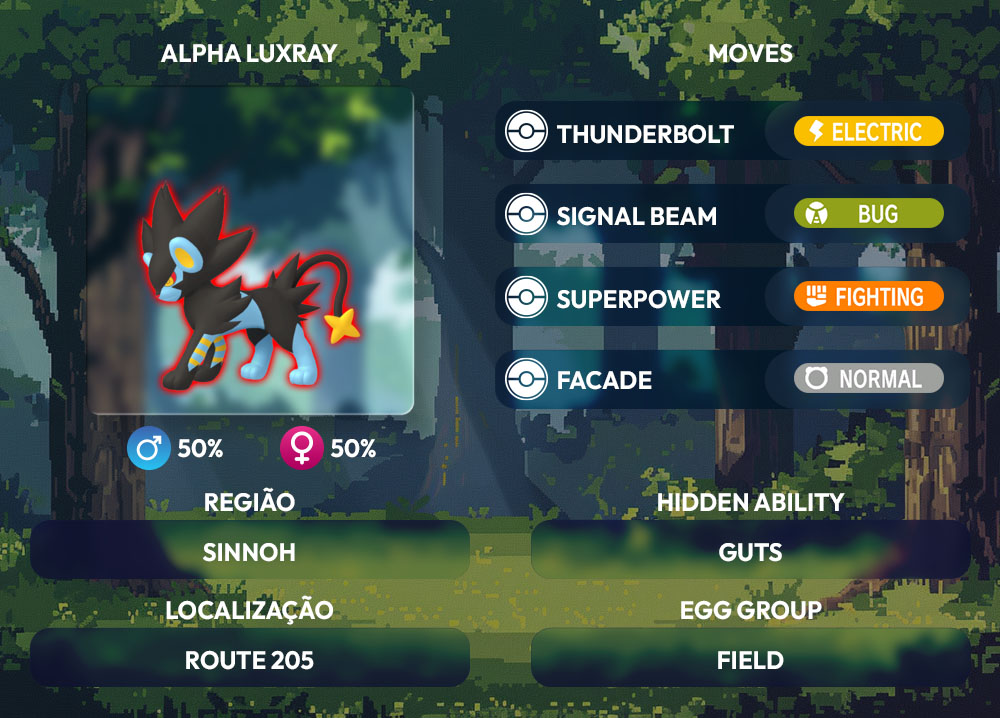 ALPHA LUXRAY
50%
50%
MOVES
THUNDERBOLT ELECTRIC
SIGNAL BEAM BUG
SUPERPOWER FIGHTING
FACADE NORMAL
REGIÃO
SINNOH
HIDDEN ABILITY
GUTS
LOCALIZAÇÃO
ROUTE 205
EGG GROUP
FIELD